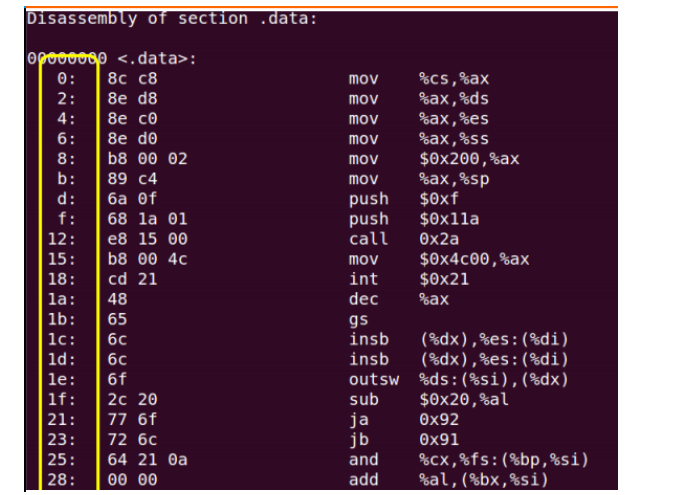 Disassembly of section .data:
00000000 <.data>:
0: 8c c8 mov %cs,%ax
2: 8e d8 mov %ax,%ds
4: 8e c0 mov %ax,%es
6: 8e d0 mov %ax,%ss
8: b8 00 02 mov $0x200,%ax
b: 89 c4 mov %ax,%sp
d: 6a 0f push $0xf
f: 68 1a 01 push $0x11a
12: e8 15 00 call 0x2a
15: b8 00 4c mov $0x4c00,%ax
18: cd 21 int $0x21
1a: 48 dec %ax
1b: 65 gs
1c: 6c insb (%dx),%es:(%di)
1d: 6c insb (%dx),%es:(%di)
1e: 6f outsw %ds:(%si),(%dx)
1f: 2c 20 sub $0x20,%al
21: 77 6f ja 0x92
23: 72 6c jb 0x91
25: 64 21 0a and %cx,%fs:(%bp,%si)
28: 00 00 add %al,(%bx,%si)